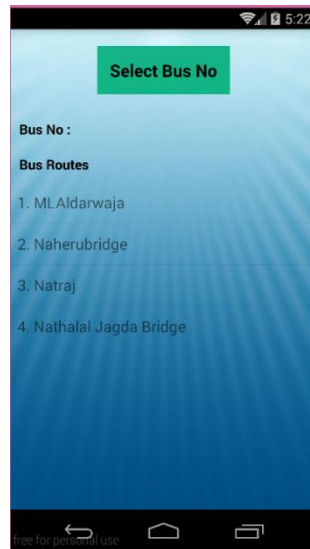 5:22
Select Bus No
Bus No :
Bus Routes
1. MLAldarwaja
2. Naherubridge
3. Natraj
4. Nathalal Jagda Bridge
free for personal use